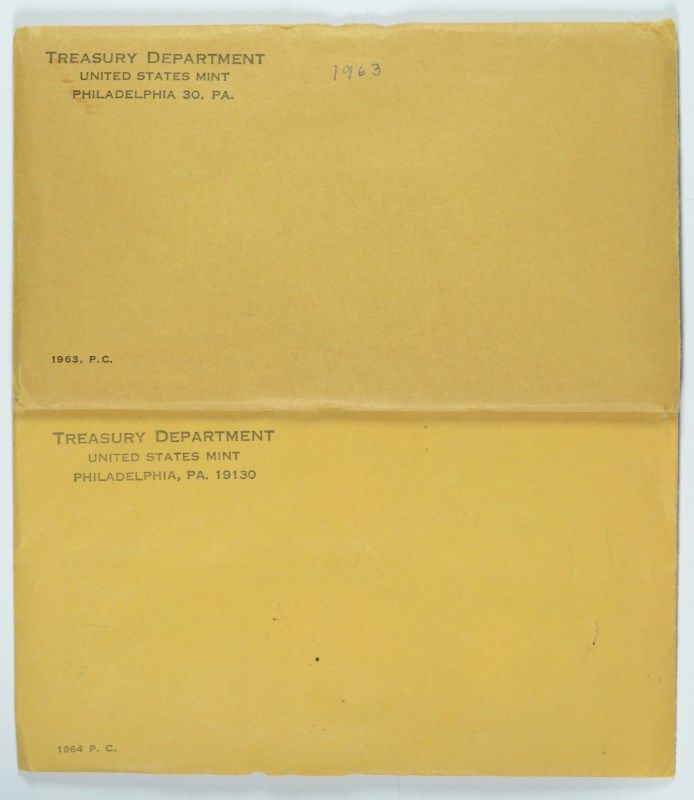 TREASURY DEPARTMENT
1963
UNITED STATES MINT
PHILADELPHIA 30, PA.
1963, P.C.
TREASURY DEPARTMENT
UNITED STATES MINT
PHILADELPHIA, PA. 19130
1964 P. C.